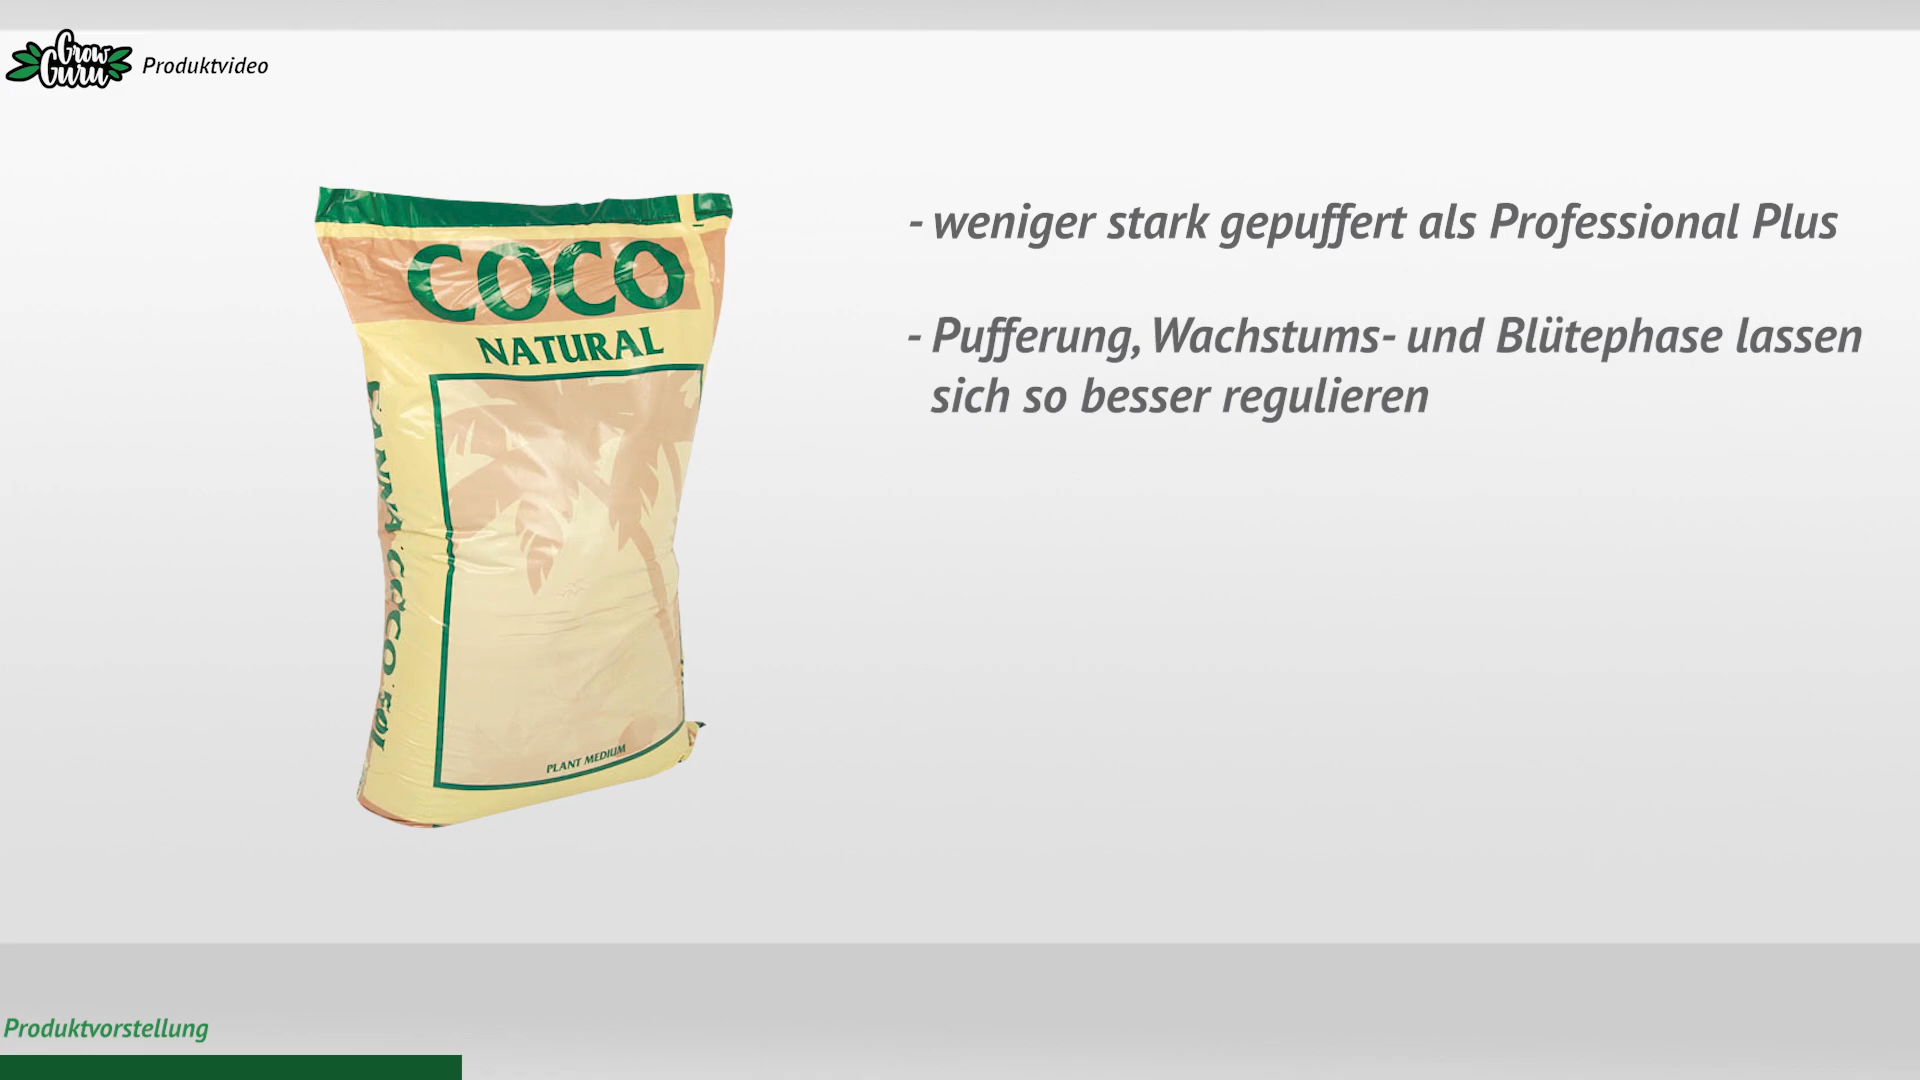 Grow
Guru
Produktvideo
- weniger stark gepuffert als Professional Plus
- Pufferung, Wachstums- und Blütephase lassen
sich so besser regulieren
COCO
NATURAL
CANNA COCO
PLANT MEDIUM
Produktvorstellung